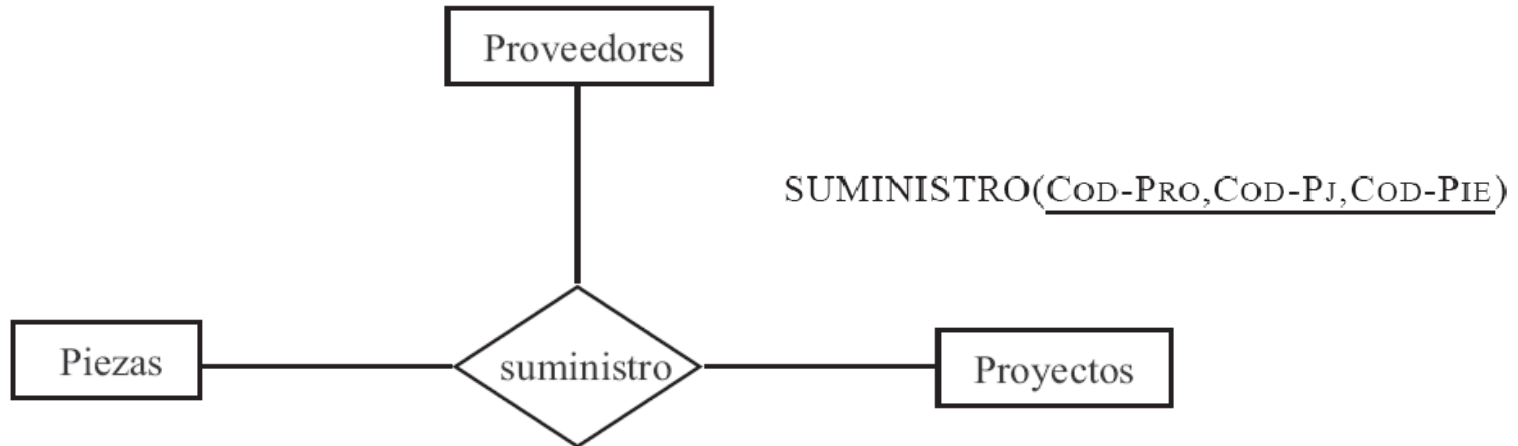 Proveedores
SUMINISTRO(COD-PRO,COD-PJ,COD-PIE)
Piezas
suministro
Proyectos